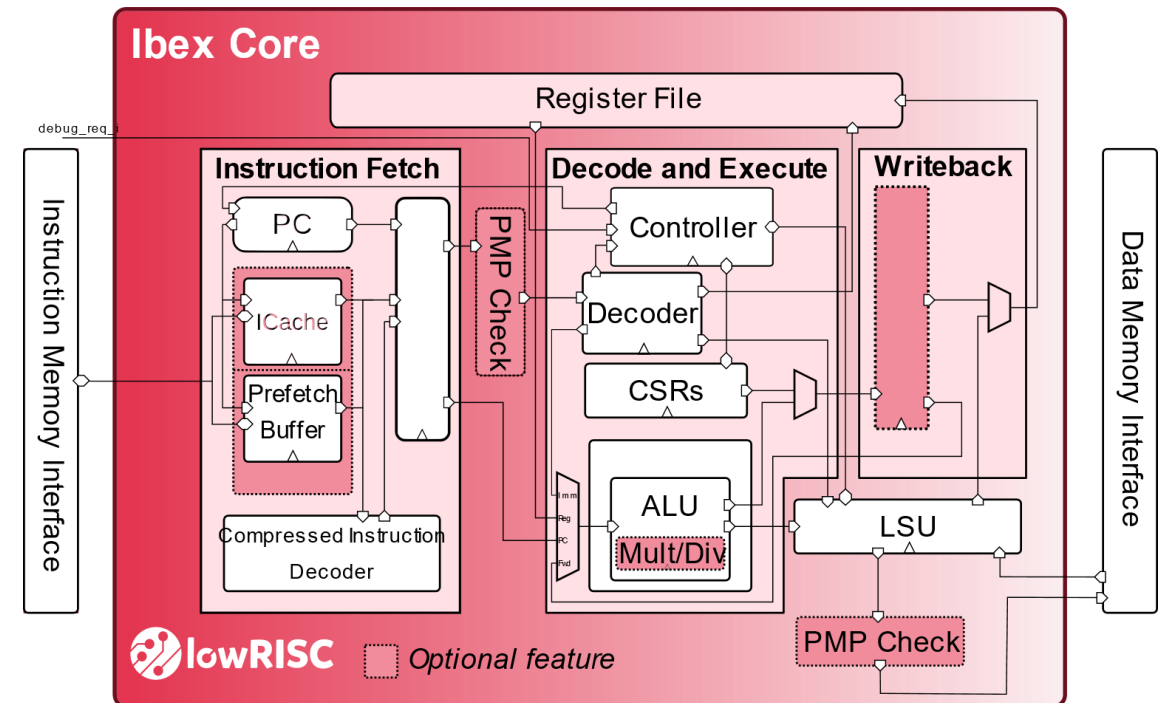 Ibex Core
Register File
debug_req_i
Instruction Memory Interface
Instruction Fetch
PC
ICache
Prefetch
Buffer
Compressed Instruction
Decoder
PMP Check
Decode and Execute
Controller
Decoder
CSRs
Imm
Reg
PC
Fwd
ALU
Mult/Div
Writeback
LSU
PMP Check
Data Memory Interface
lowRISC
Optional feature